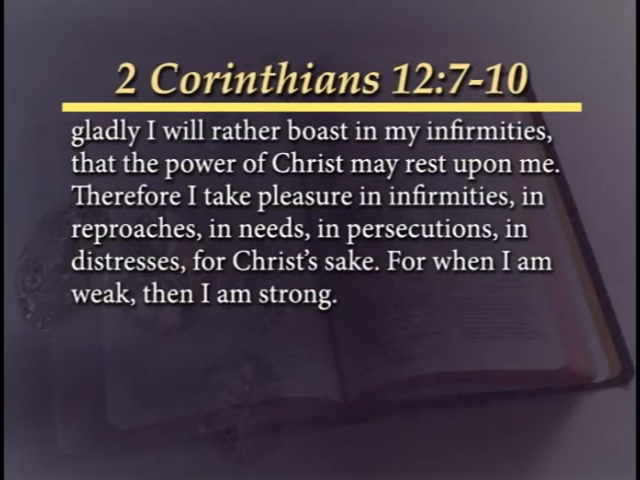 2 Corinthians 12:7-10
gladly I will rather boast in my infirmities,
that the power of Christ may rest upon me.
Therefore I take pleasure in infirmities, in
reproaches, in needs, in persecutions, in
distresses, for Christ's sake. For when I am
weak, then I am strong.